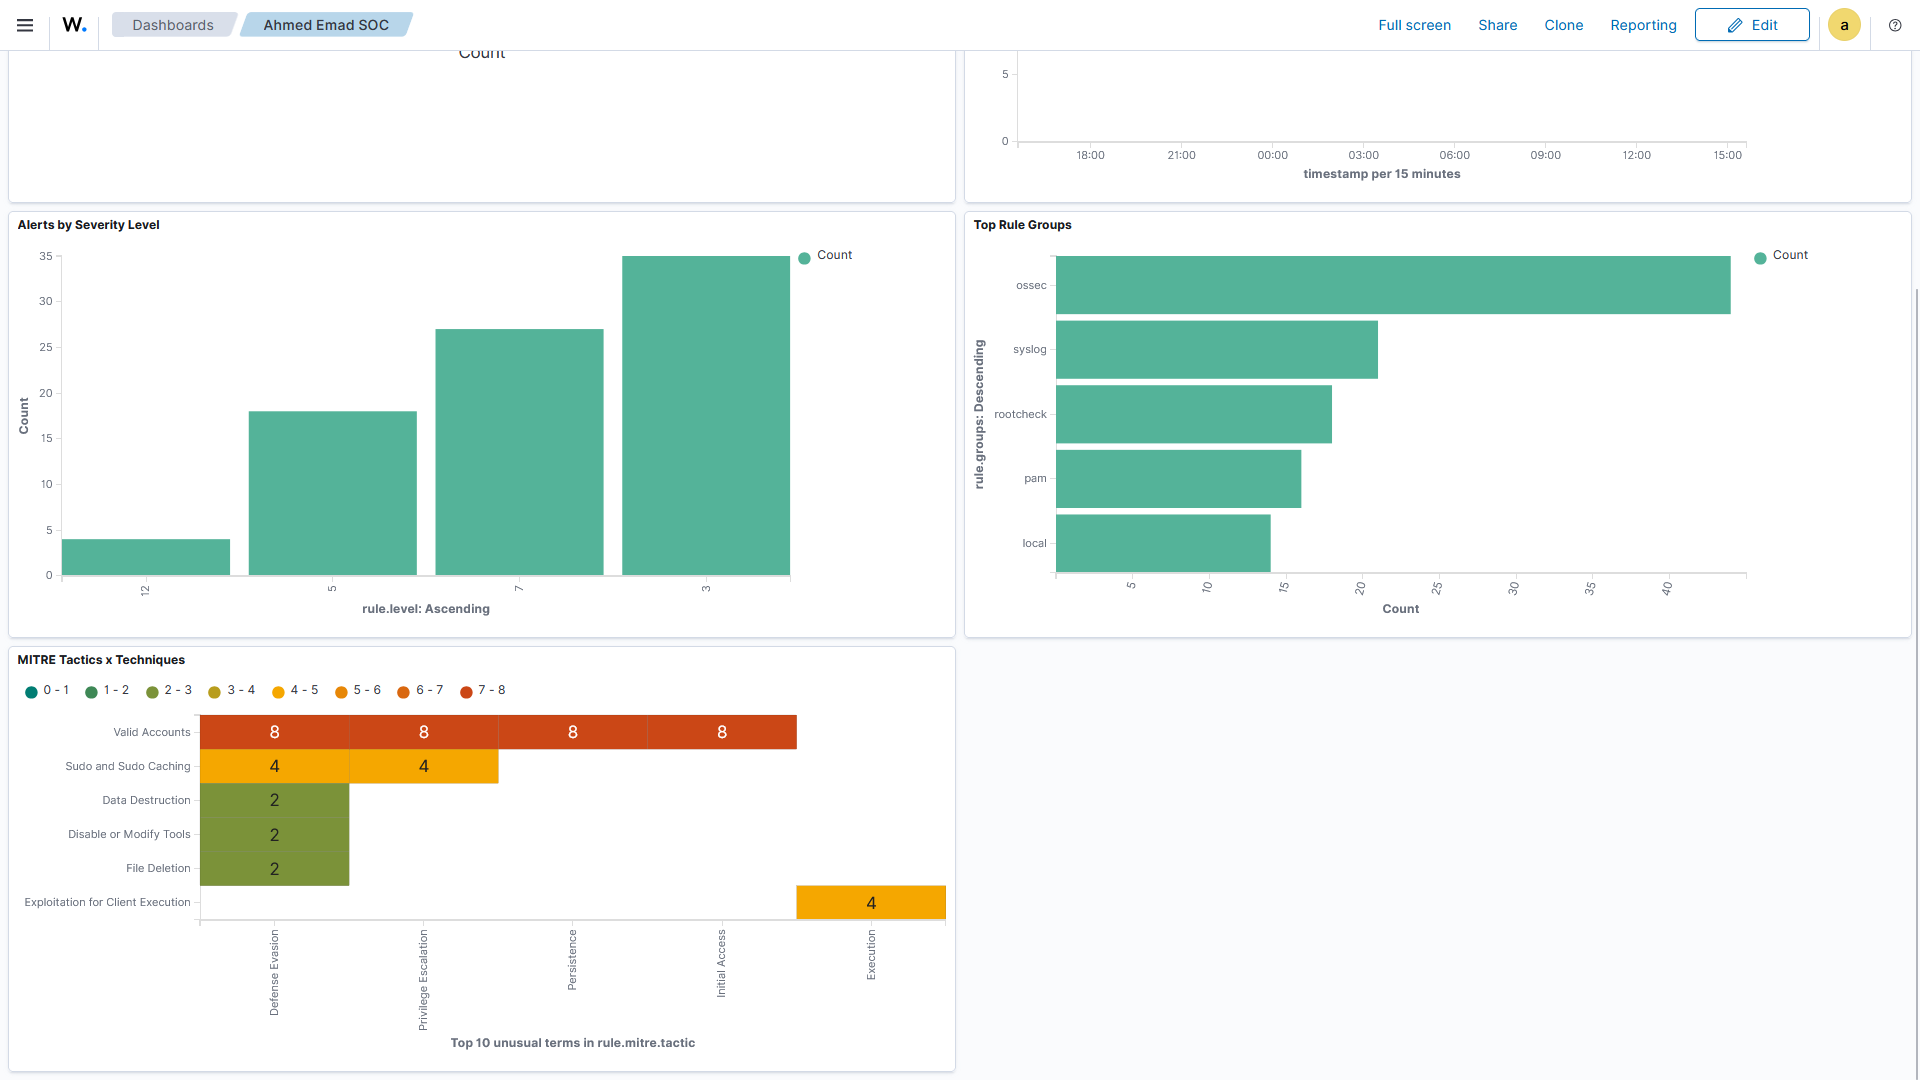 W.
Dashboards
Ahmed Emad SOC
Full screen
Share
Clone
Reporting
Edit
a
Count
5
0
18:00 21:00 00:00 03:00 06:00 09:00 12:00 15:00
timestamp per 15 minutes
Alerts by Severity Level
35
30
25
20
15
10
5
0
Count
12 5 7 3
rule.level: Ascending
Count
Top Rule Groups
rule.groups: Descending
ossec
syslog
rootcheck
pam
local
5 10 15 20 25 30 35 40
Count
Count
MITRE Tactics x Techniques
0 - 1 1 - 2 2 - 3 3 - 4 4 - 5 5 - 6 6 - 7 7 - 8
Valid Accounts 8 8 8 8
Sudo and Sudo Caching 4 4
Data Destruction 2
Disable or Modify Tools 2
File Deletion 2
Exploitation for Client Execution 4
Defense Evasion
Privilege Escalation
Persistence
Initial Access
Execution
Top 10 unusual terms in rule.mitre.tactic